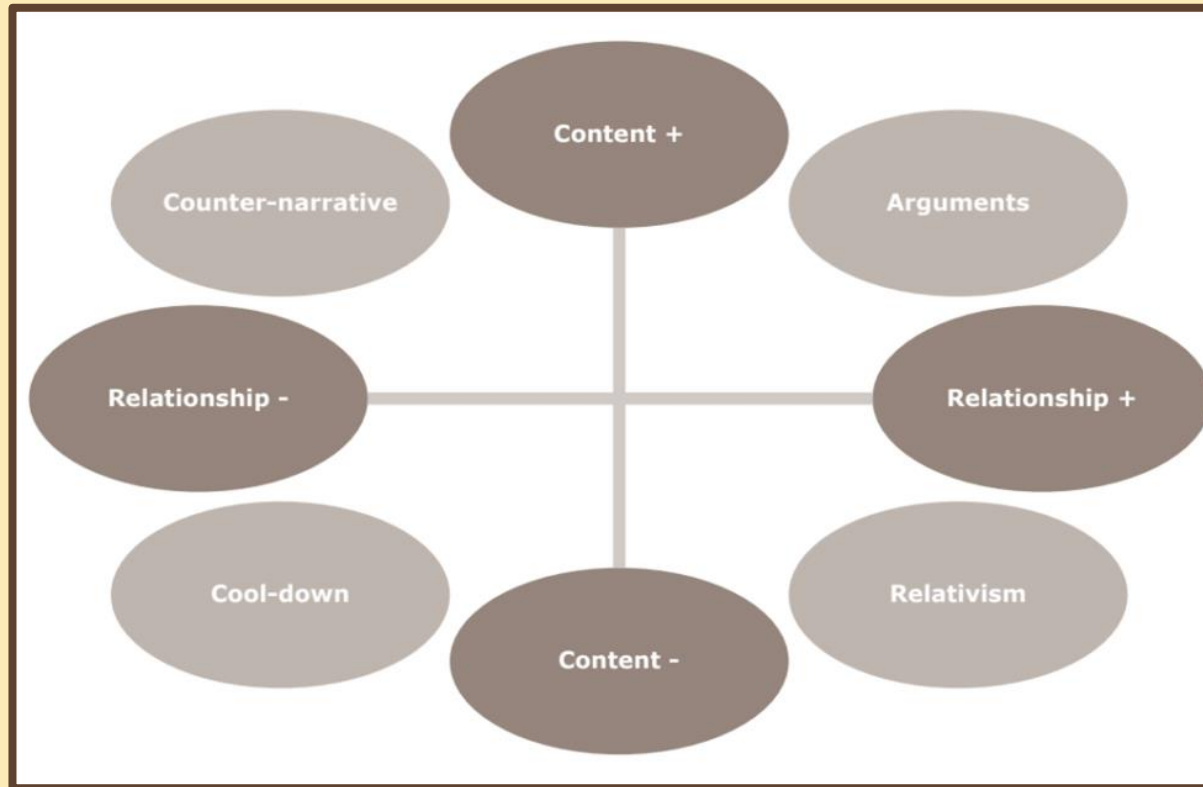 Content +
Counter-narrative
Arguments
Relationship -
Relationship +
Cool-down
Relativism
Content -